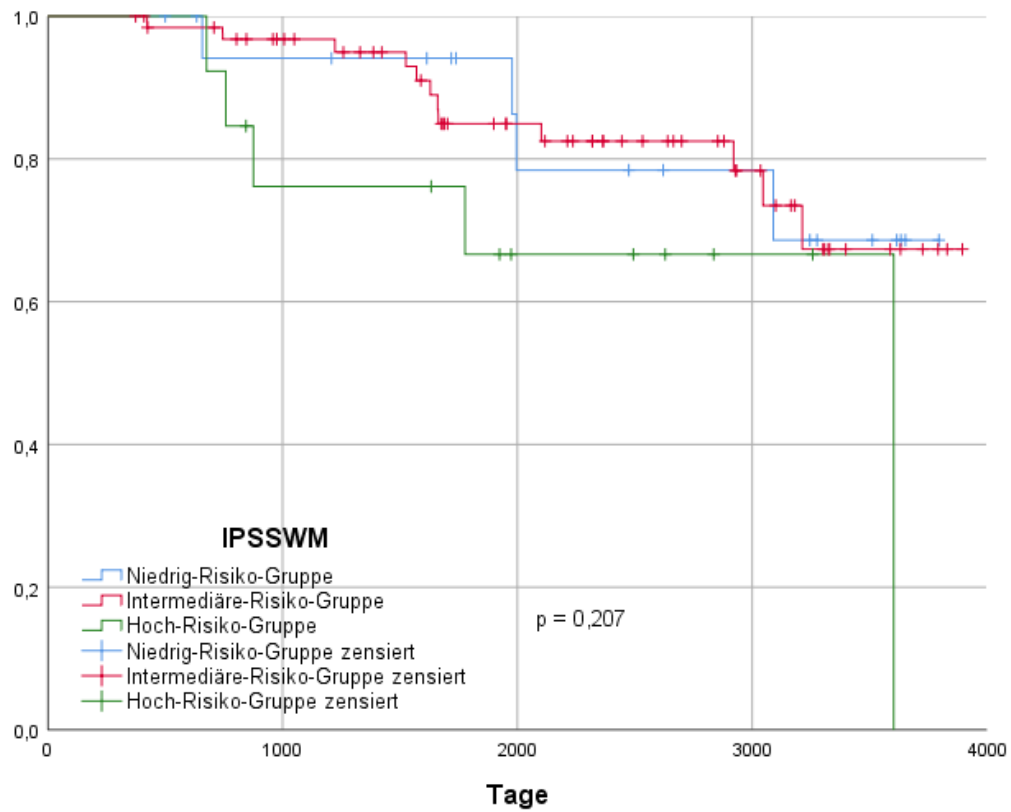 1,0
0,8
0,6
0,4
0,2
0,0
IPSSWM
Niedrig-Risiko-Gruppe
Intermediäre-Risiko-Gruppe
Hoch-Risiko-Gruppe
Niedrig-Risiko-Gruppe zensiert
Intermediäre-Risiko-Gruppe zensiert
Hoch-Risiko-Gruppe zensiert
p = 0,207
0 1000 2000 3000 4000
Tage